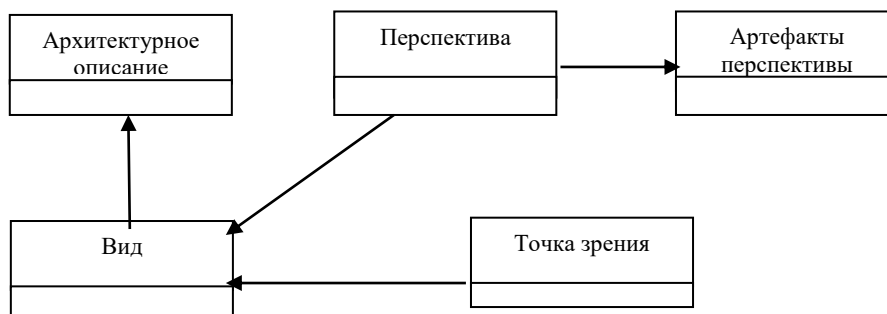 Архитектурное
описание
Перспектива
Артефакты
перспективы
Вид
Точка зрения